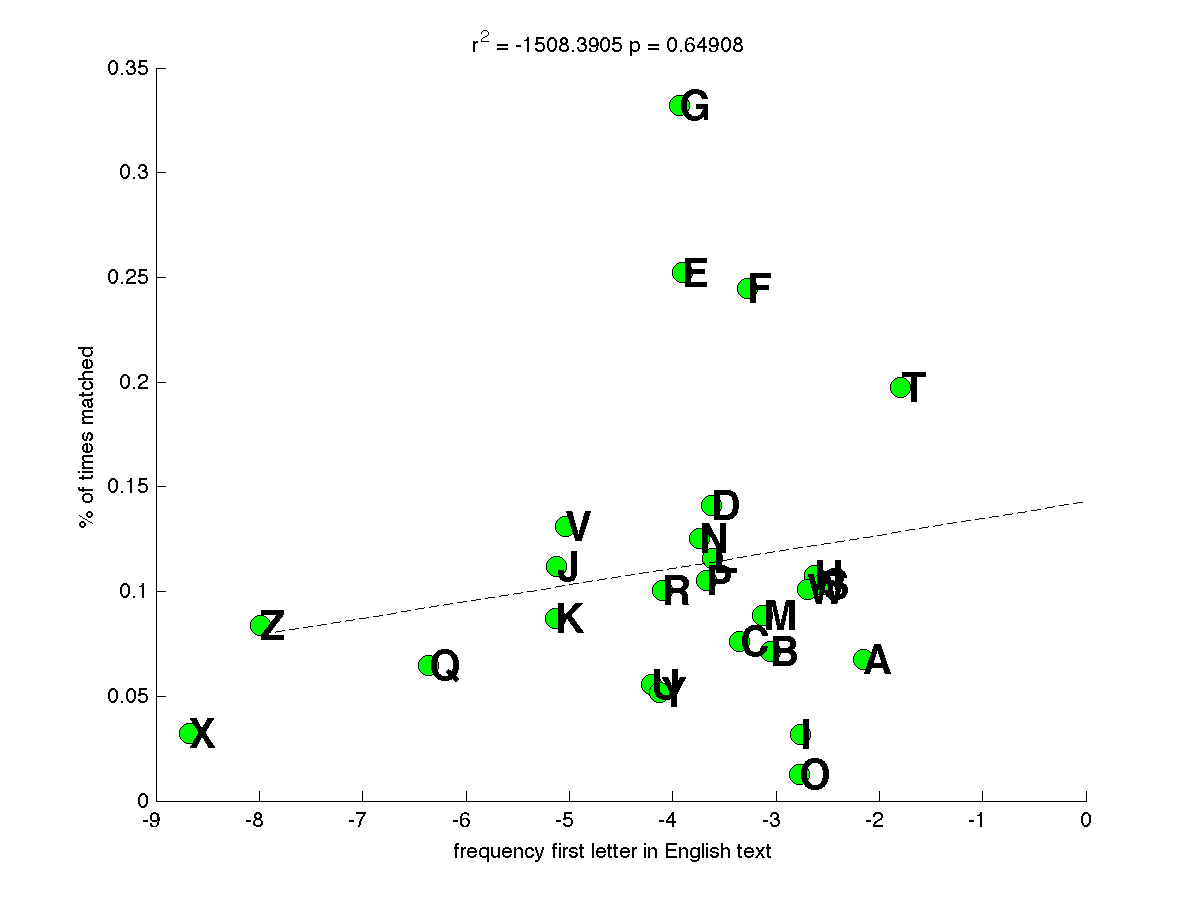 r2 = -1508.3905 p = 0.64908
0.35
0.3
0.25
0.2
0.15
0.1
0.05
0
% of times matched
G
E
F
T
D
V
N
L
J
P
R
H
S
W
K
M
Z
C
B
Q
A
U
Y
X
I
O
-9
-8
-7
-6
-5
-4
-3
-2
-1
0
frequency first letter in English text